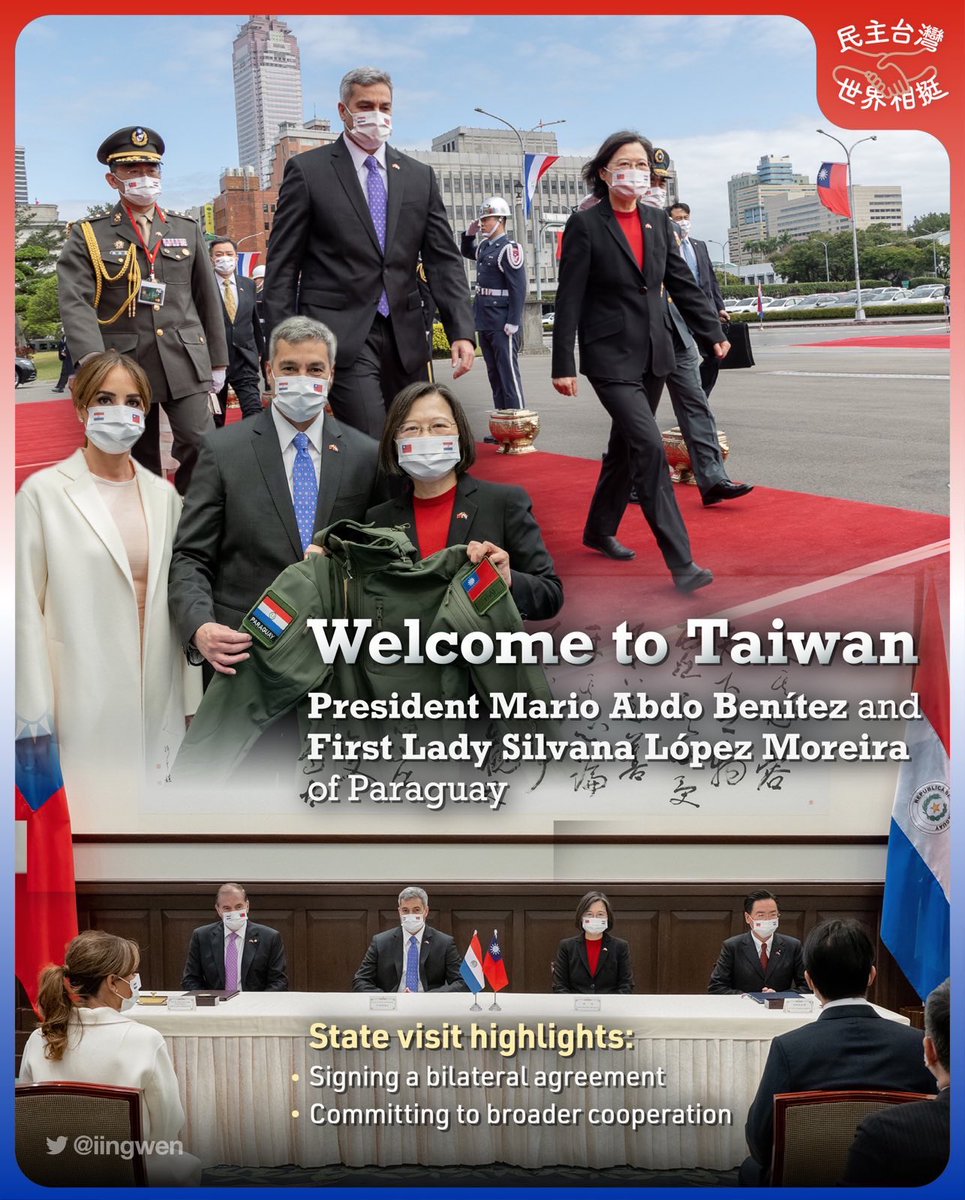 民主台灣
世界相挺
PARAGUAY
Welcome to Taiwan
President Mario Abdo Benítez and
First Lady Silvana López Moreira
of Paraguay
State visit highlights:
• Signing a bilateral agreement
• Committing to broader cooperation
@iingwen